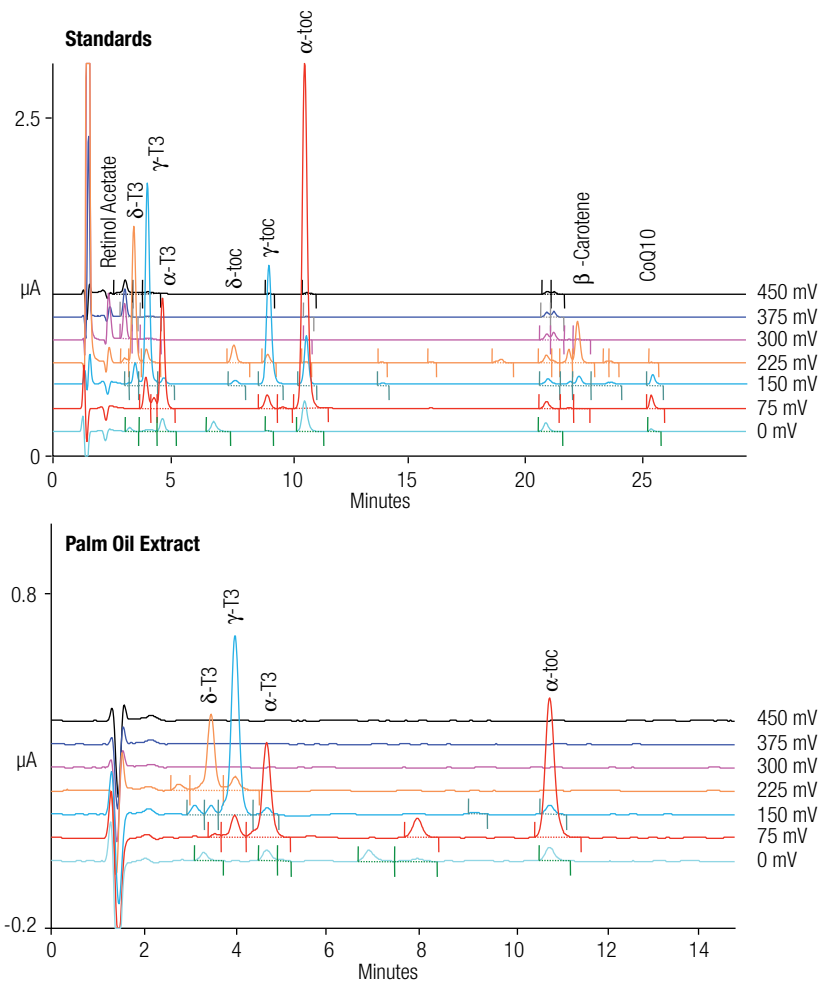 Standards
2.5
μA
0
Retinol Acetate
δ-T3
γ-T3
α-T3
δ-toc
γ-toc
α-toc
β -Carotene
CoQ10
450 mV
375 mV
300 mV
225 mV
150 mV
75 mV
0 mV
0
5
10
15
20
25
Minutes
Palm Oil Extract
0.8
μA
-0.2
δ-T3
γ-T3
α-T3
α-toc
450 mV
375 mV
300 mV
225 mV
150 mV
75 mV
0 mV
0
2
4
6
8
10
12
14
Minutes